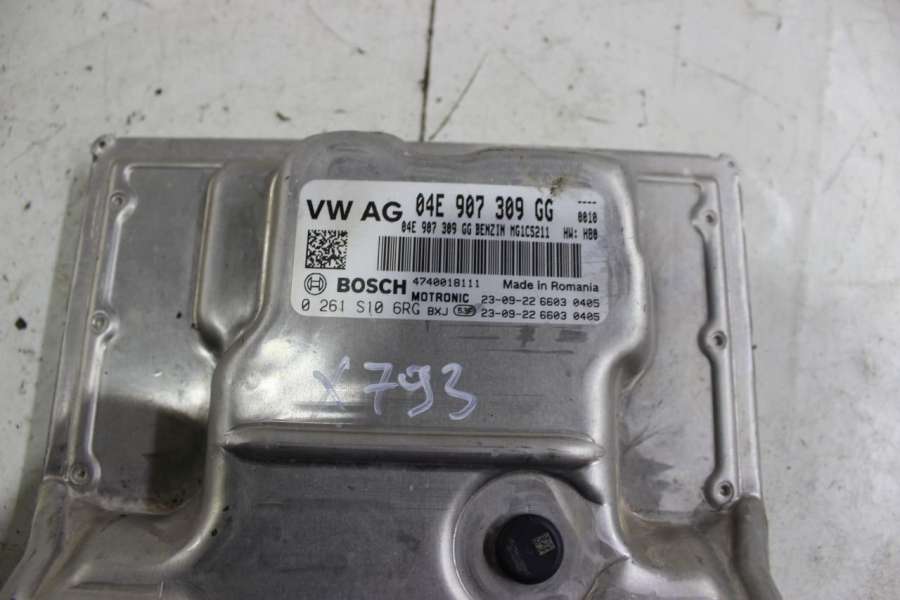 VW AG 04E 907 309 GG ----
0010
04E 907 309 GG BENZIN MG1CS211 HW: H80
BOSCH 4740018111 Made in Romania
MOTRONIC 23-09-22 6603 0405
0 261 S10 6RG BXJ 23-09-22 6603 0405
X793